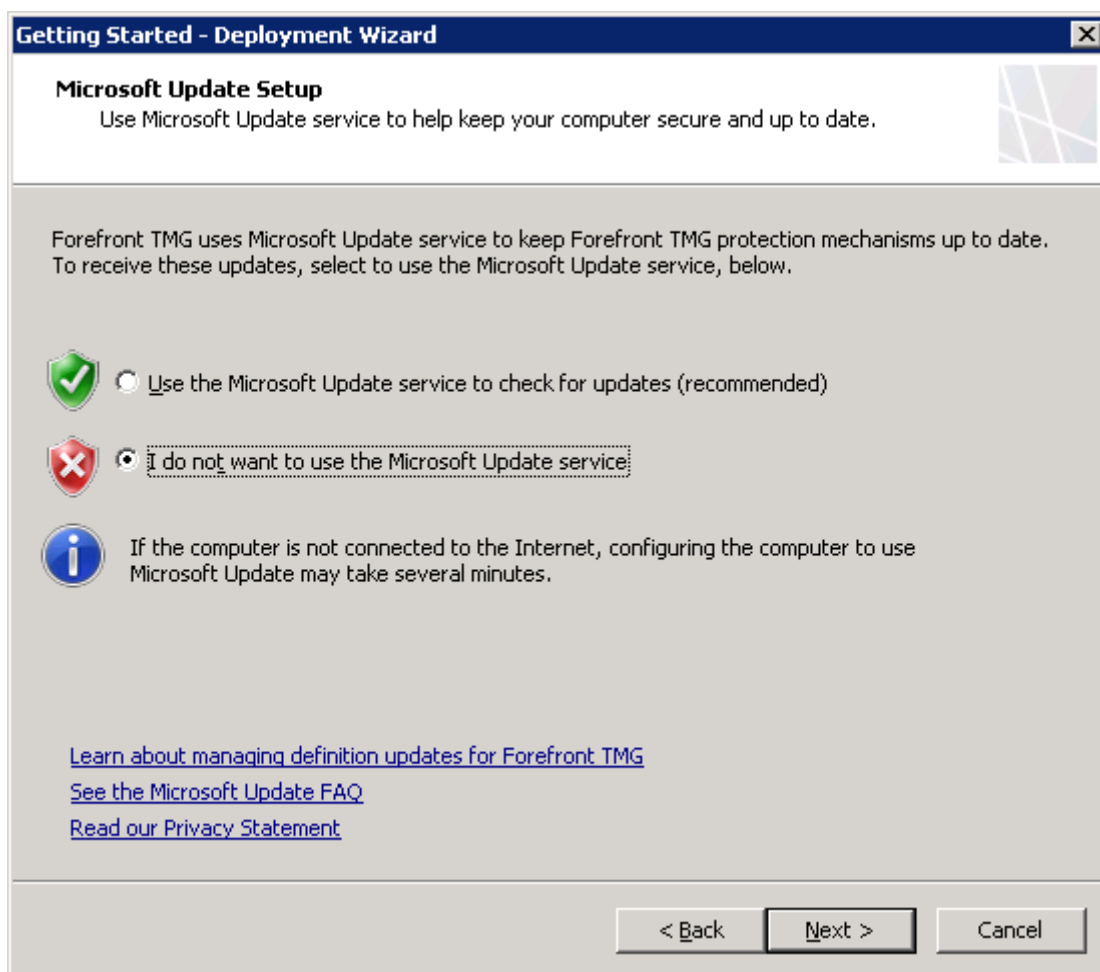 Getting Started - Deployment Wizard
Microsoft Update Setup
Use Microsoft Update service to help keep your computer secure and up to date.
Forefront TMG uses Microsoft Update service to keep Forefront TMG protection mechanisms up to date.
To receive these updates, select to use the Microsoft Update service, below.
Use the Microsoft Update service to check for updates (recommended)
I do not want to use the Microsoft Update service
If the computer is not connected to the Internet, configuring the computer to use
Microsoft Update may take several minutes.
Learn about managing definition updates for Forefront TMG
See the Microsoft Update FAQ
Read our Privacy Statement
< Back Next > Cancel